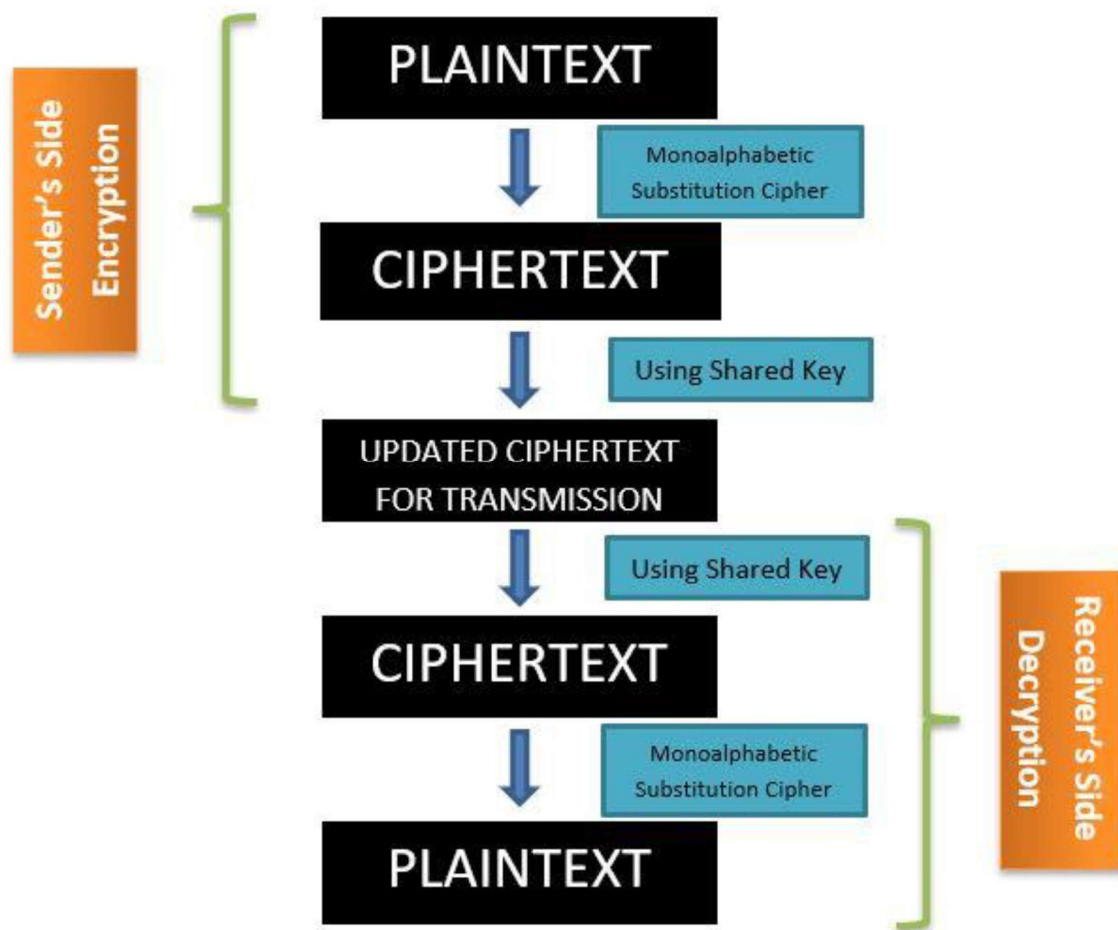 Sender's Side
Encryption
PLAINTEXT
Monoalphabetic
Substitution Cipher
CIPHERTEXT
Using Shared Key
UPDATED CIPHERTEXT
FOR TRANSMISSION
Using Shared Key
CIPHERTEXT
Monoalphabetic
Substitution Cipher
PLAINTEXT
Receiver's Side
Decryption